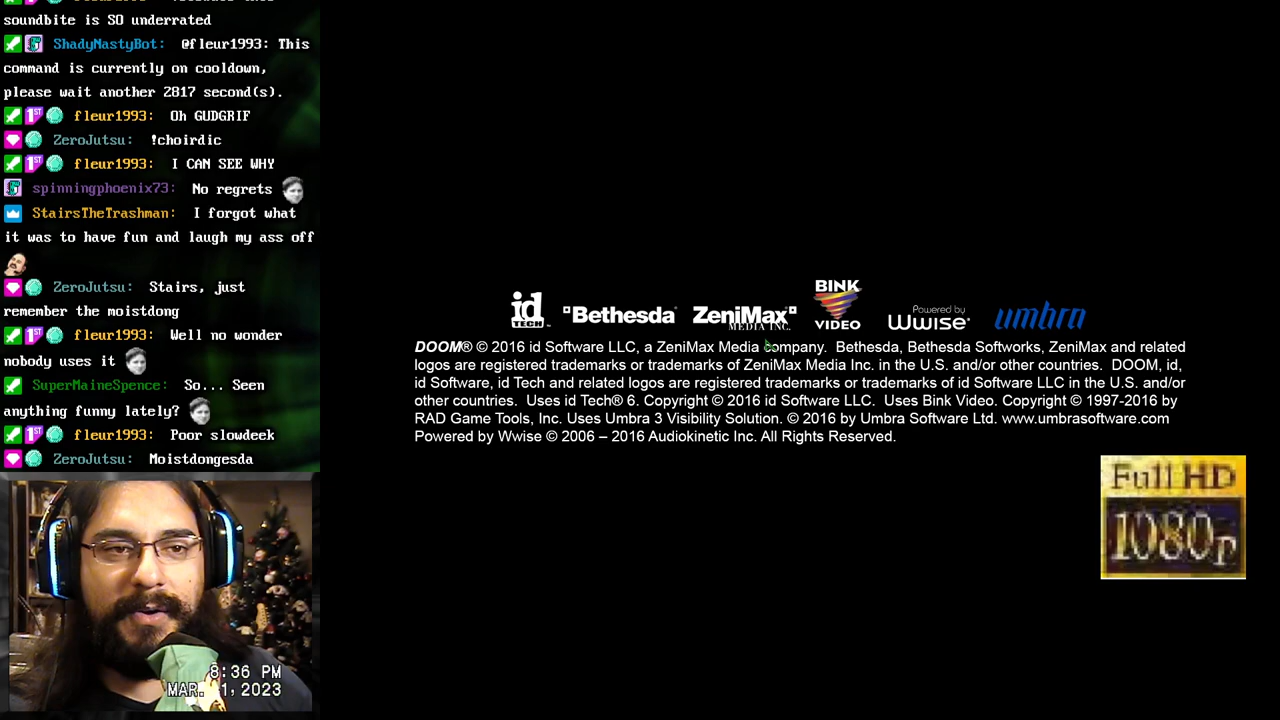 soundbite is SO underrated
ShadyNastyBot: @fleur1993: This
command is currently on cooldown,
please wait another 2817 second(s).
fleur1993: Oh GUDGRIF
ZeroJutsu: !choirdic
fleur1993: I CAN SEE WHY
spinningphoenix73: No regrets
StairsTheTrashman: I forgot what
it was to have fun and laugh my ass off
ZeroJutsu: Stairs, just
remember the moistdong
fleur1993: Well no wonder
nobody uses it
SuperMaineSpence: So... Seen
anything funny lately?
fleur1993: Poor slowdeek
ZeroJutsu: Moistdongesda
8:36 PM
MAR. 1,2023
id TECH Bethesda ZeniMax MEDIA INC. BINK VIDEO Powered by Wwise umbra
DOOM® © 2016 id Software LLC, a ZeniMax Media Company. Bethesda, Bethesda Softworks, ZeniMax and related
logos are registered trademarks or trademarks of ZeniMax Media Inc. in the U.S. and/or other countries. DOOM, id,
id Software, id Tech and related logos are registered trademarks or trademarks of id Software LLC in the U.S. and/or
other countries. Uses id Tech® 6. Copyright © 2016 id Software LLC. Uses Bink Video. Copyright © 1997-2016 by
RAD Game Tools, Inc. Uses Umbra 3 Visibility Solution. © 2016 by Umbra Software Ltd. www.umbrasoftware.com
Powered by Wwise © 2006 – 2016 Audiokinetic Inc. All Rights Reserved.
Full HD
1080p